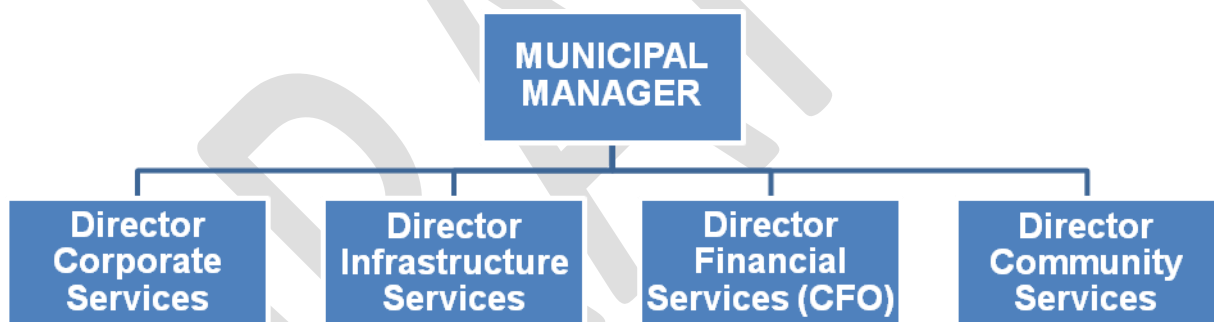 MUNICIPAL
MANAGER
Director
Corporate
Services
Director
Infrastructure
Services
Director
Financial
Services (CFO)
Director
Community
Services